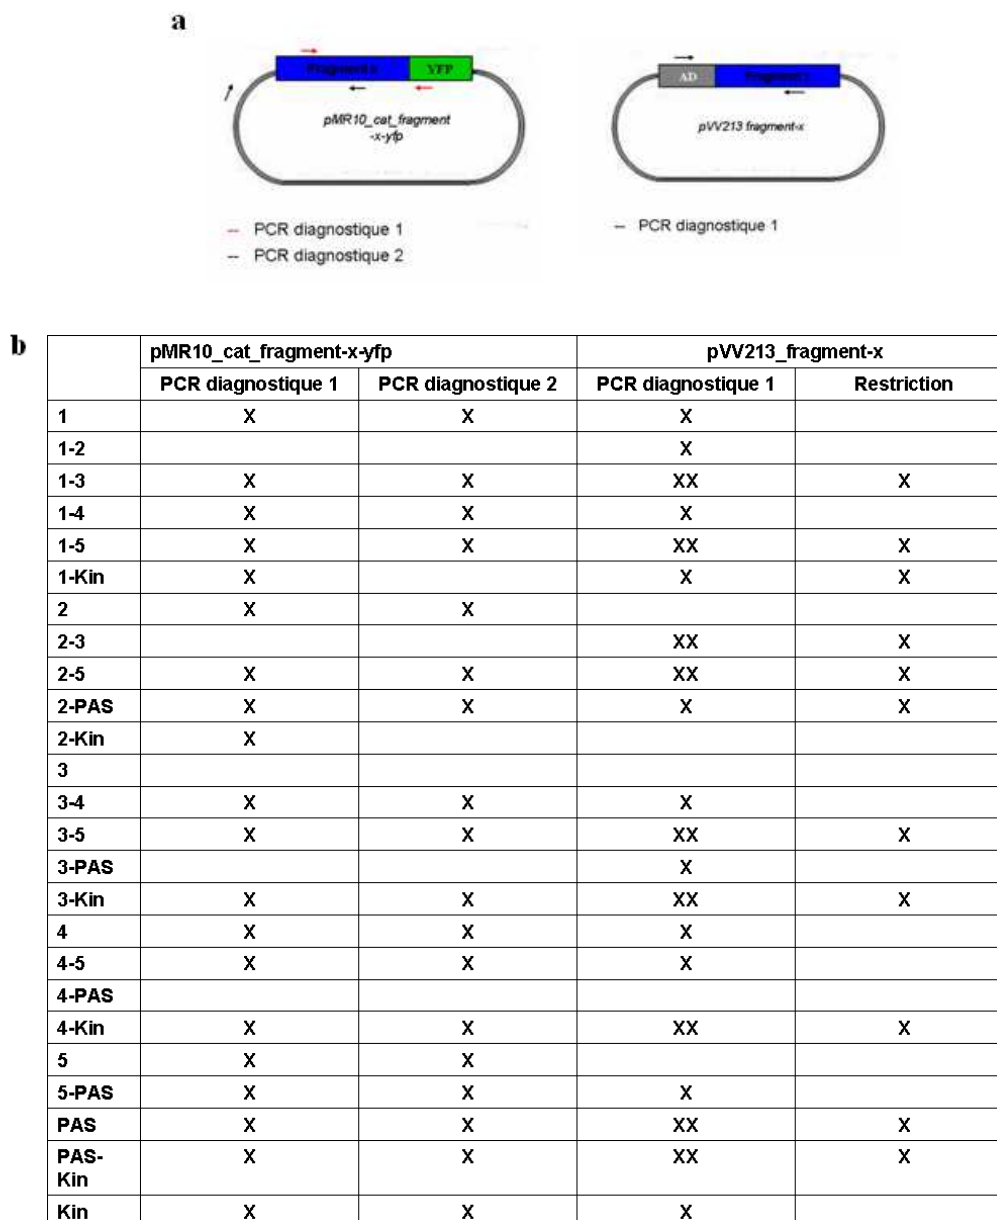 a
Fragment-x YFP
AD Fragment-x
pMR10_cat_fragment
-x-yfp
pVV213 fragment-x
PCR diagnostique 1
PCR diagnostique 2
PCR diagnostique 1
b
pMR10_cat_fragment-x-yfp pVV213_fragment-x
PCR diagnostique 1 PCR diagnostique 2 PCR diagnostique 1 Restriction
1 X X X
1-2 X
1-3 X X XX X
1-4 X X X
1-5 X X XX X
1-Kin X X X
2 X X
2-3 XX X
2-5 X X XX X
2-PAS X X X X
2-Kin X
3
3-4 X X X
3-5 X X XX X
3-PAS X
3-Kin X X XX X
4 X X X
4-5 X X X
4-PAS
4-Kin X X XX X
5 X X
5-PAS X X X
PAS X X XX X
PAS- X X XX X
Kin
Kin X X X